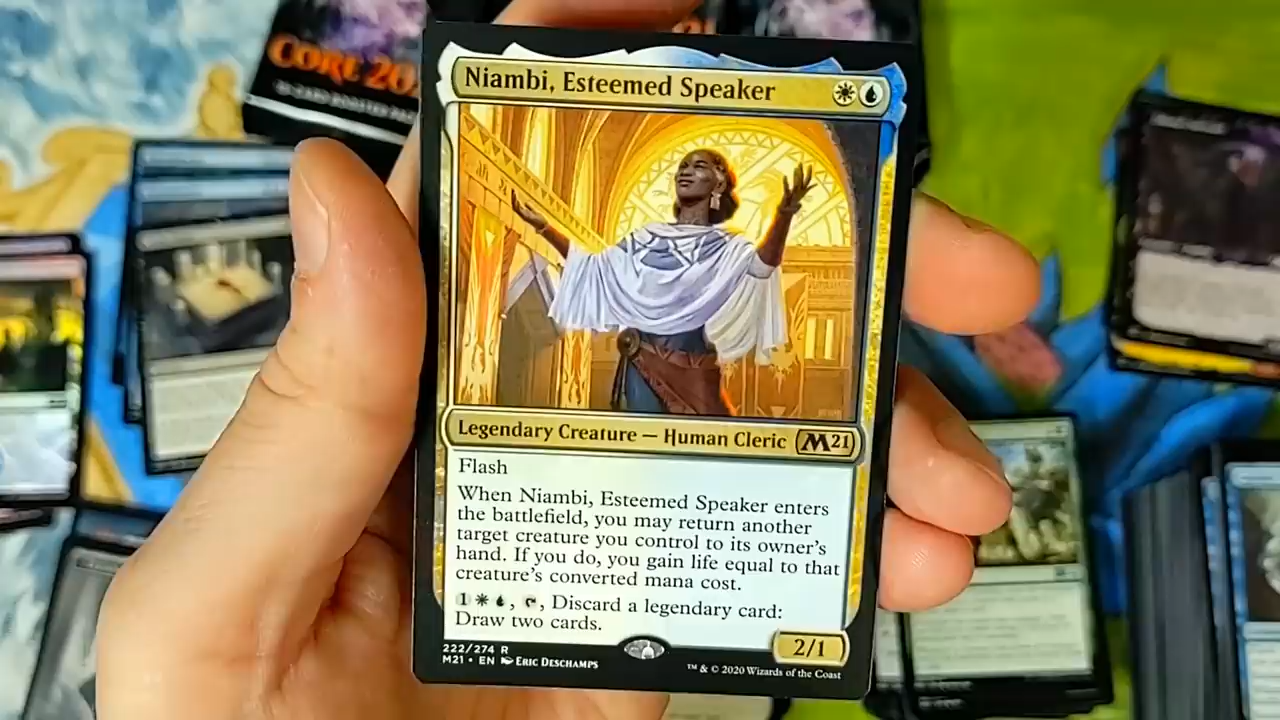 CORE 20
Niambi, Esteemed Speaker
Legendary Creature — Human Cleric M21
Flash
When Niambi, Esteemed Speaker enters
the battlefield, you may return another
target creature you control to its owner's
hand. If you do, you gain life equal to that
creature's converted mana cost.
1 , , Discard a legendary card:
Draw two cards.
2/1
222/274 R
M21 • EN ERIC DESCHAMPS
™ & © 2020 Wizards of the Coast